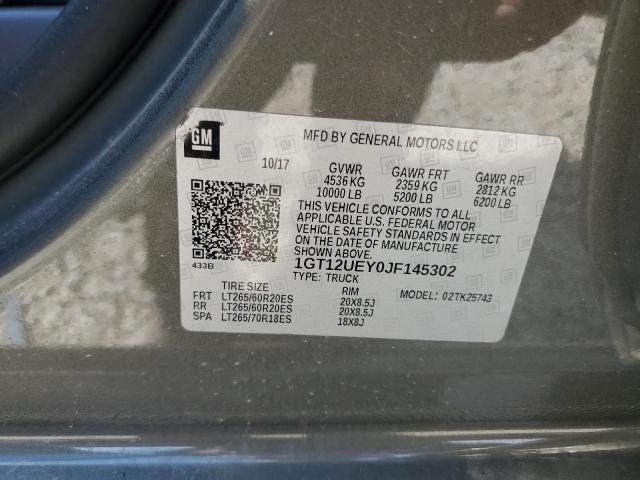 GM
MFD BY GENERAL MOTORS LLC
10/17 GVWR GAWR FRT GAWR RR
4536 KG 2359 KG 2812 KG
10000 LB 5200 LB 6200 LB
THIS VEHICLE CONFORMS TO ALL
APPLICABLE U.S. FEDERAL MOTOR
VEHICLE SAFETY STANDARDS IN EFFECT
ON THE DATE OF MANUFACTURE
SHOWN ABOVE.
433B 1GT12UEY0JF145302
TYPE: TRUCK
TIRE SIZE RIM MODEL: 02TK25743
FRT LT265/60R20ES 20X8.5J
RR LT265/60R20ES 20X8.5J
SPA LT265/70R18ES 18X8J